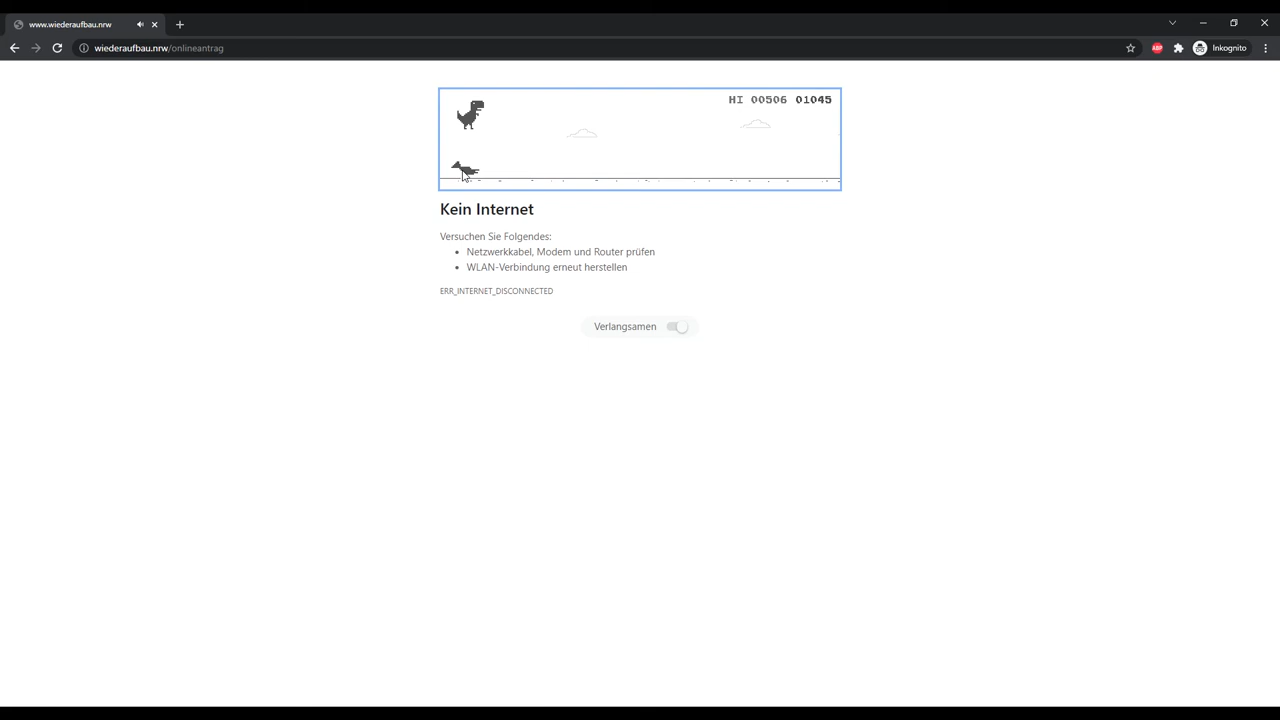 www.wiederaufbau.nrw
wiederaufbau.nrw/onlineantrag
ABP
Inkognito
HI 00506 01045
Kein Internet
Versuchen Sie Folgendes:
• Netzwerkkabel, Modem und Router prüfen
• WLAN-Verbindung erneut herstellen
ERR_INTERNET_DISCONNECTED
Verlangsamen